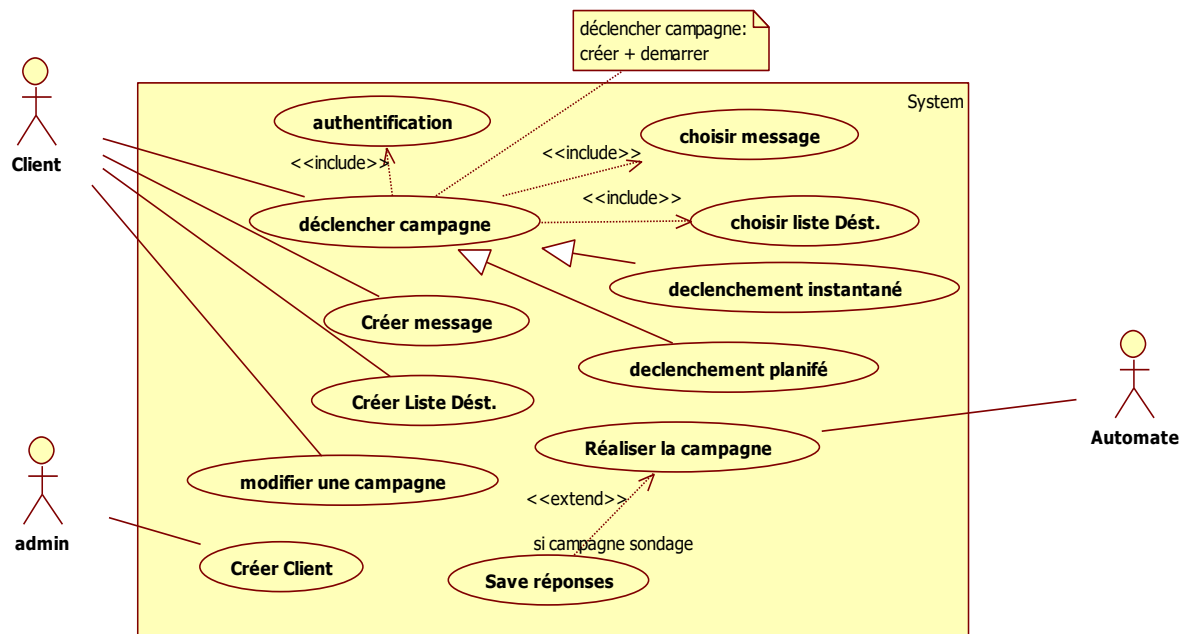 déclencher campagne:
créer + demarrer
System
Client
authentification
choisir message
<<include>>
<<include>>
<<include>>
déclencher campagne
choisir liste Dést.
declenchement instantané
Créer message
declenchement planifé
Créer Liste Dést.
Automate
Réaliser la campagne
modifier une campagne
<<extend>>
admin
si campagne sondage
Créer Client
Save réponses